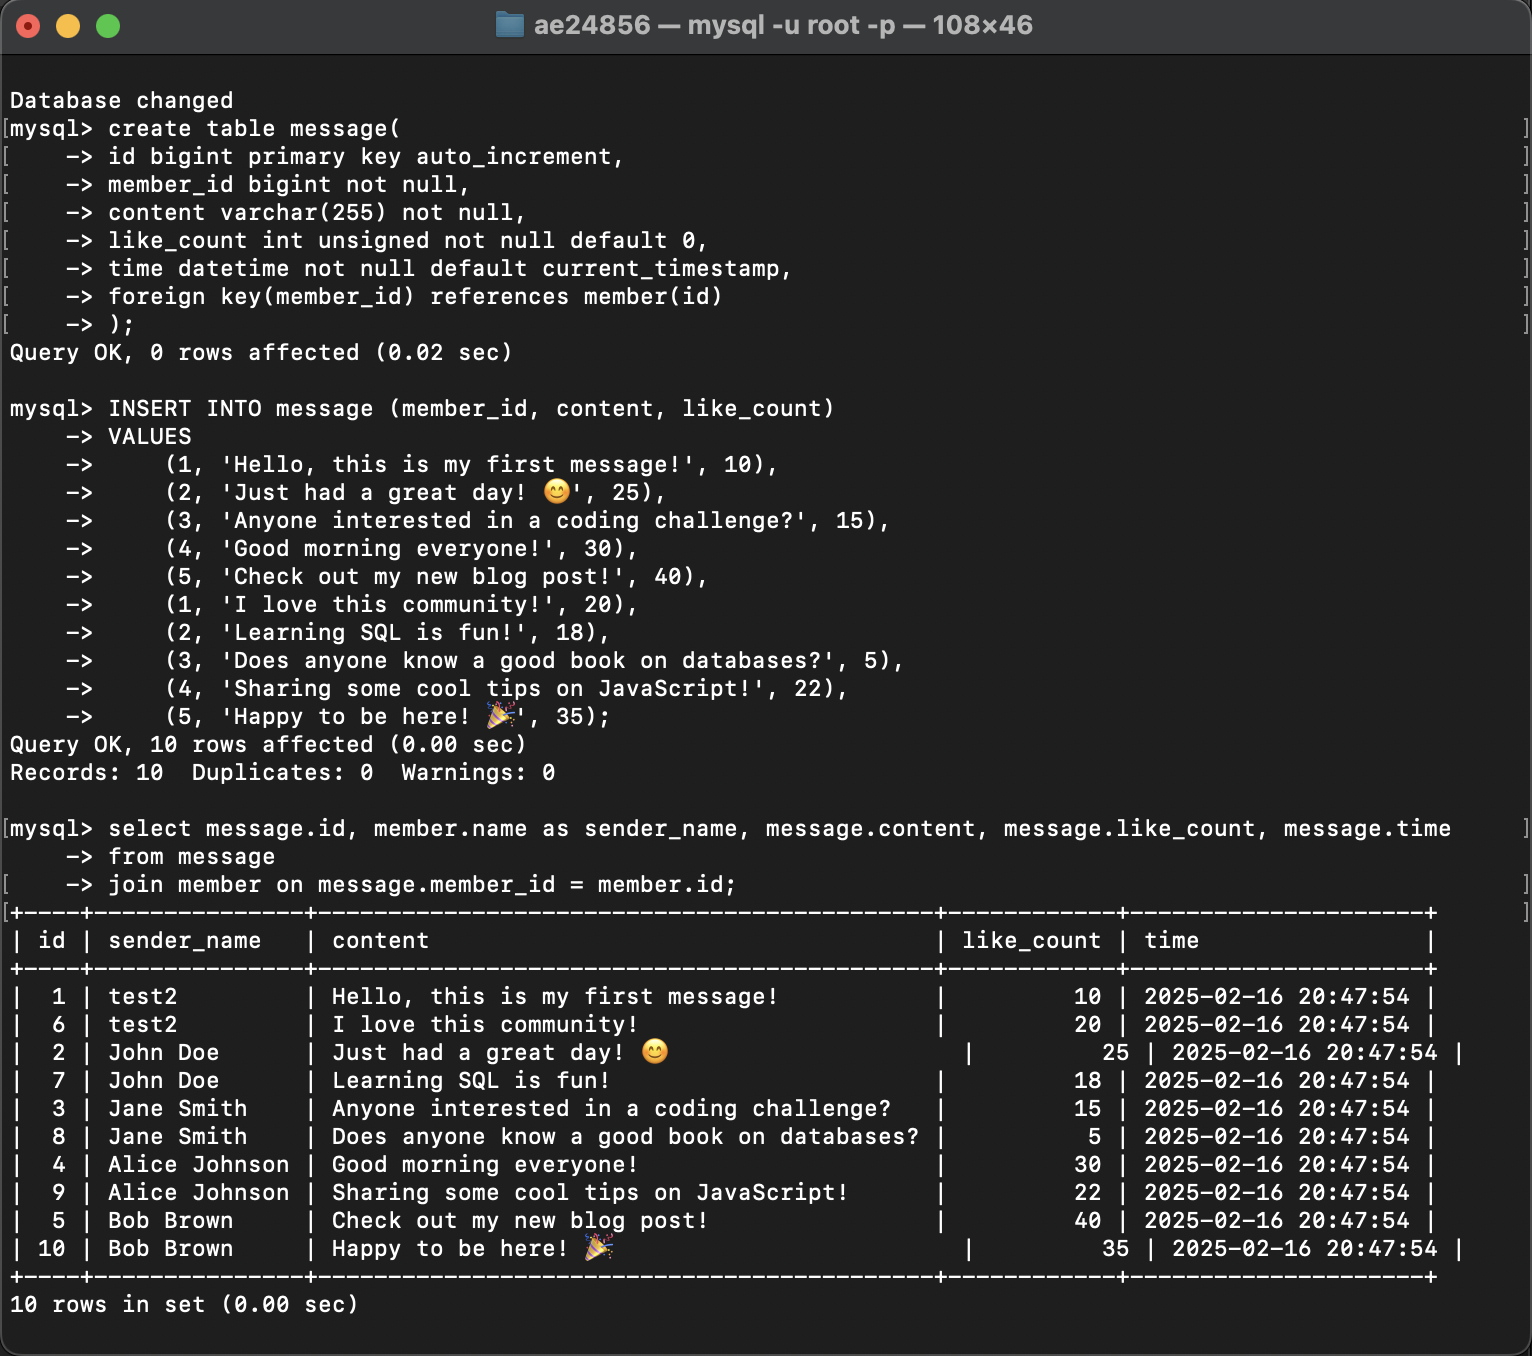 ae24856 — mysql -u root -p — 108×46
Database changed
mysql> create table message(
    -> id bigint primary key auto_increment,
    -> member_id bigint not null,
    -> content varchar(255) not null,
    -> like_count int unsigned not null default 0,
    -> time datetime not null default current_timestamp,
    -> foreign key(member_id) references member(id)
    -> );
Query OK, 0 rows affected (0.02 sec)

mysql> INSERT INTO message (member_id, content, like_count)
    -> VALUES
    ->     (1, 'Hello, this is my first message!', 10),
    ->     (2, 'Just had a great day! 😊', 25),
    ->     (3, 'Anyone interested in a coding challenge?', 15),
    ->     (4, 'Good morning everyone!', 30),
    ->     (5, 'Check out my new blog post!', 40),
    ->     (1, 'I love this community!', 20),
    ->     (2, 'Learning SQL is fun!', 18),
    ->     (3, 'Does anyone know a good book on databases?', 5),
    ->     (4, 'Sharing some cool tips on JavaScript!', 22),
    ->     (5, 'Happy to be here! 🎉', 35);
Query OK, 10 rows affected (0.00 sec)
Records: 10  Duplicates: 0  Warnings: 0

mysql> select message.id, member.name as sender_name, message.content, message.like_count, message.time
    -> from message
    -> join member on message.member_id = member.id;
+----+---------------+--------------------------------------------+------------+---------------------+
| id | sender_name   | content                                    | like_count | time                |
+----+---------------+--------------------------------------------+------------+---------------------+
|  1 | test2         | Hello, this is my first message!           |         10 | 2025-02-16 20:47:54 |
|  6 | test2         | I love this community!                     |         20 | 2025-02-16 20:47:54 |
|  2 | John Doe      | Just had a great day! 😊                     |         25 | 2025-02-16 20:47:54 |
|  7 | John Doe      | Learning SQL is fun!                       |         18 | 2025-02-16 20:47:54 |
|  3 | Jane Smith    | Anyone interested in a coding challenge?   |         15 | 2025-02-16 20:47:54 |
|  8 | Jane Smith    | Does anyone know a good book on databases? |          5 | 2025-02-16 20:47:54 |
|  4 | Alice Johnson | Good morning everyone!                     |         30 | 2025-02-16 20:47:54 |
|  9 | Alice Johnson | Sharing some cool tips on JavaScript!      |         22 | 2025-02-16 20:47:54 |
|  5 | Bob Brown     | Check out my new blog post!                |         40 | 2025-02-16 20:47:54 |
| 10 | Bob Brown     | Happy to be here! 🎉                         |         35 | 2025-02-16 20:47:54 |
+----+---------------+--------------------------------------------+------------+---------------------+
10 rows in set (0.00 sec)